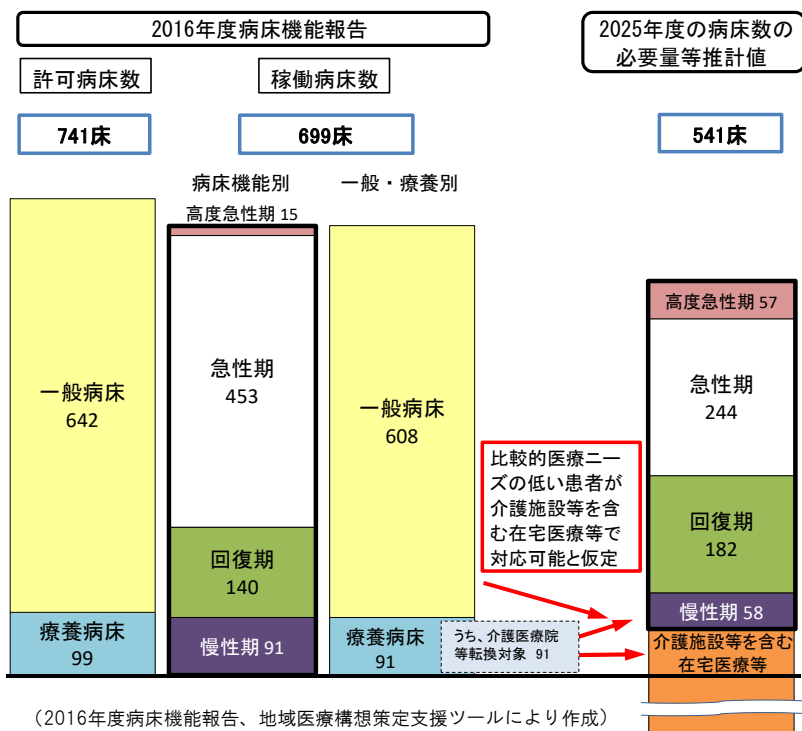 2016年度病床機能報告
2025年度の病床数の
必要量等推計値
許可病床数
稼働病床数
741床
699床
541床
病床機能別
一般・療養別
高度急性期 15
一般病床
642
療養病床
99
急性期
453
回復期
140
慢性期 91
一般病床
608
療養病床
91
比較的医療ニー
ズの低い患者が
介護施設等を含
む在宅医療等で
対応可能と仮定
うち、介護医療院
等転換対象 91
高度急性期 57
急性期
244
回復期
182
慢性期 58
介護施設等を含む
在宅医療等
（2016年度病床機能報告、地域医療構想策定支援ツールにより作成）